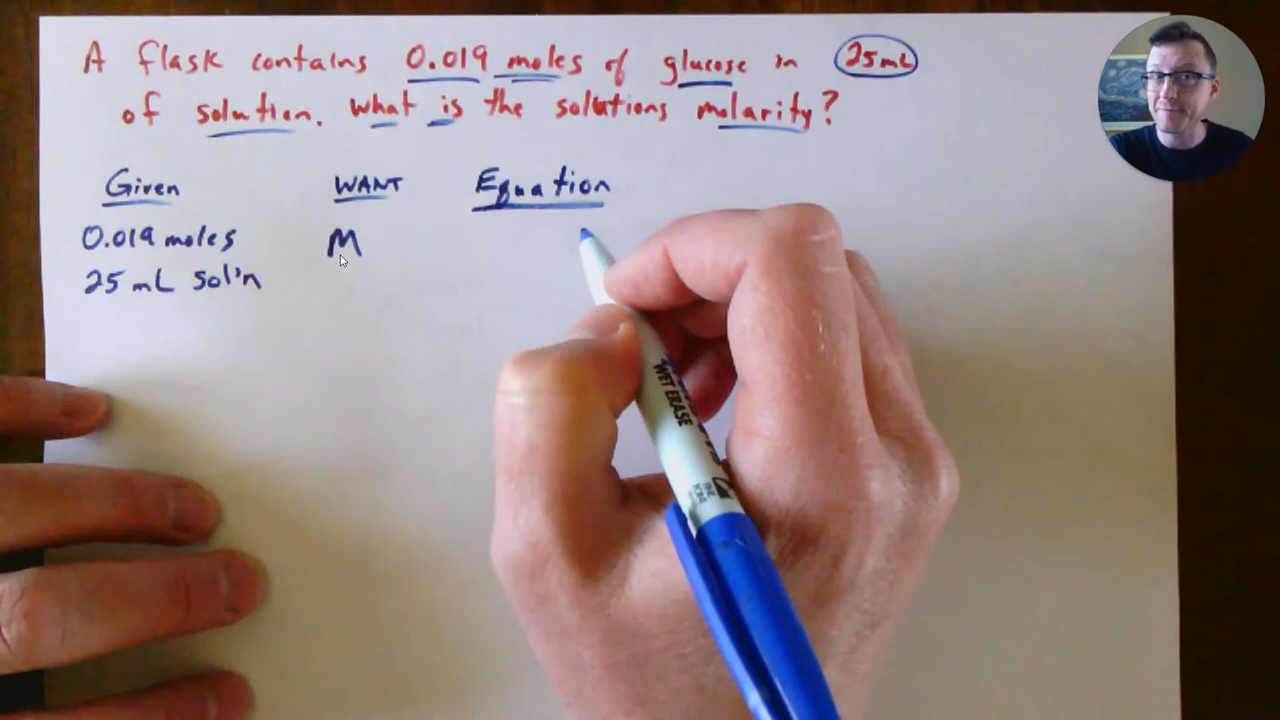 A flask contains 0.019 moles of glucose in 25mL
of solution. What is the solutions molarity?
Given WANT Equation
0.019 moles M
25 mL Sol'n
WET ERASE